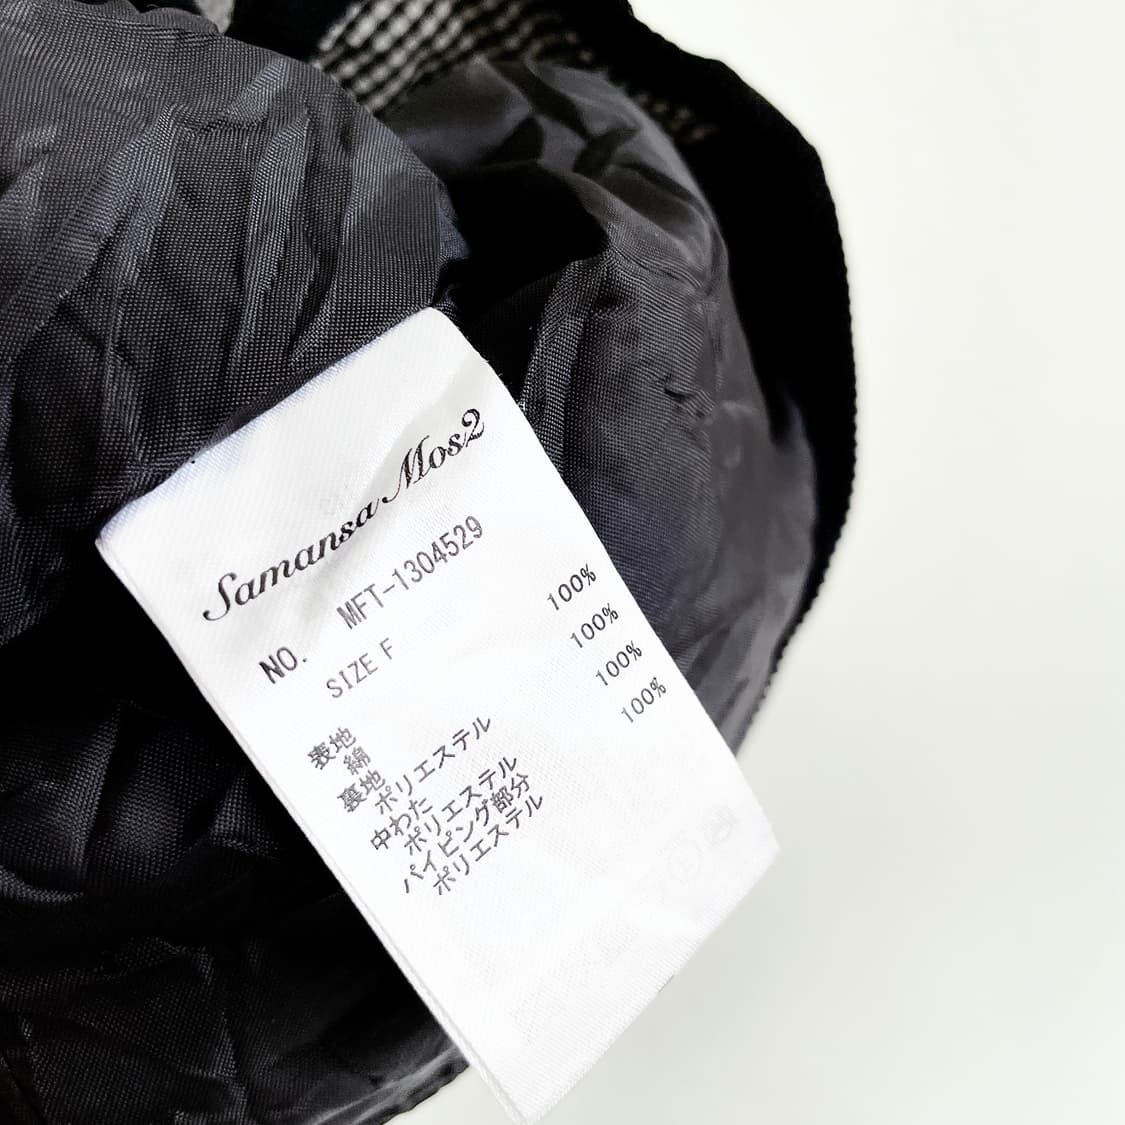 Samansa Mos2
NO. MFT-1304529
SIZE F
表地
綿 100%
裏地
ポリエステル 100%
中わた
ポリエステル 100%
パイピング部分
ポリエステル 100%